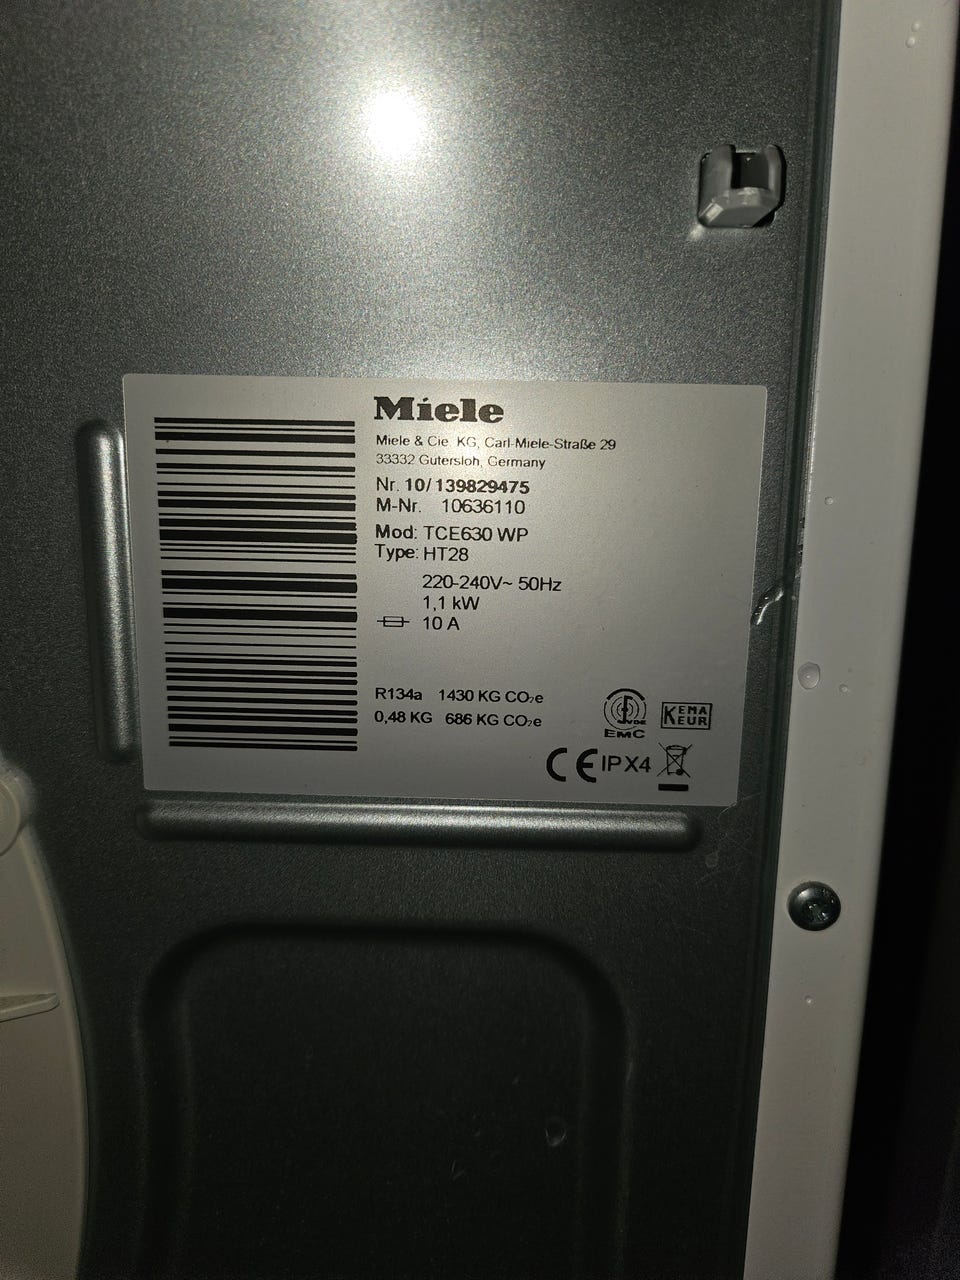 Miele
Miele & Cie. KG, Carl-Miele-Straße 29
33332 Gütersloh, Germany
Nr. 10/139829475
M-Nr. 10636110
Mod: TCE630 WP
Type: HT28
220-240V~ 50Hz
1,1 kW
10 A
R134a 1430 KG CO₂e
0,48 KG 686 KG CO₂e
VDE
EMC
KEMA
KEUR
CE IPX4